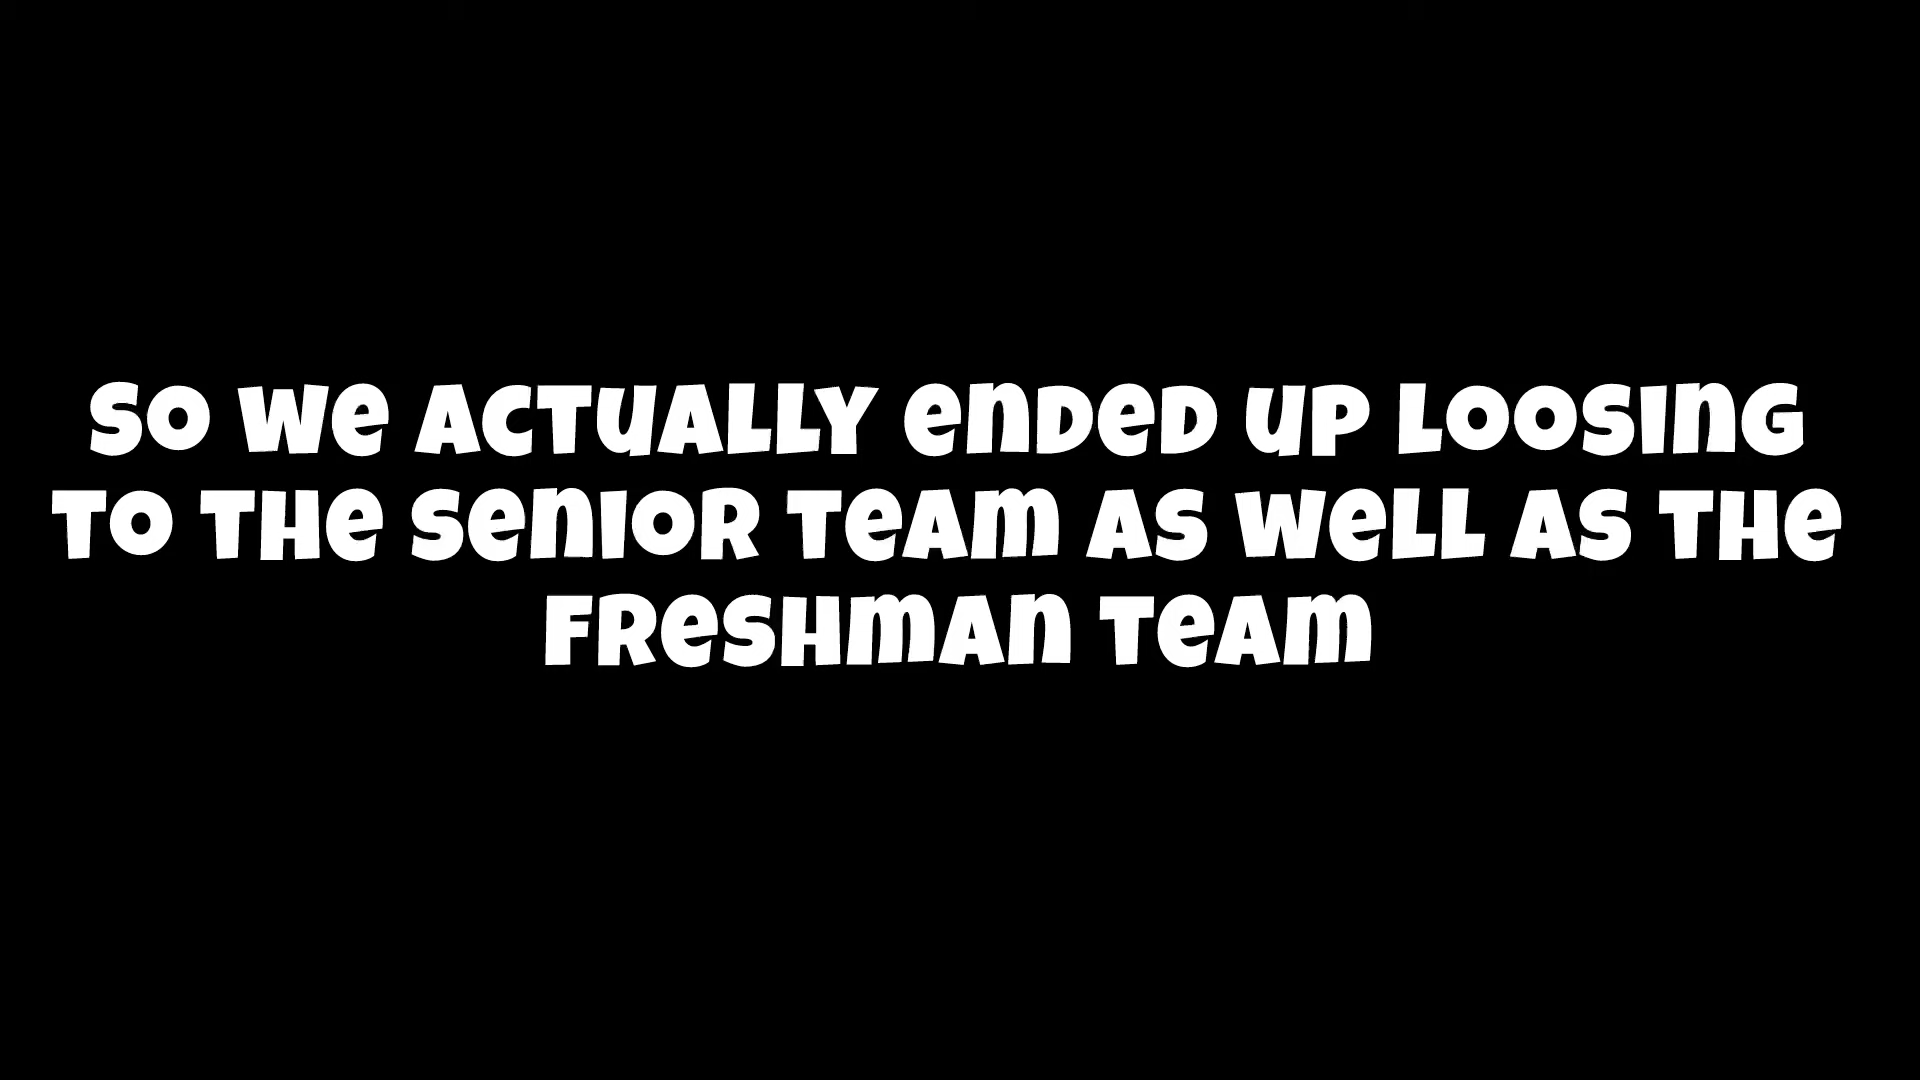 So we actually ended up loosing
to the senior team as well as the
freshman team